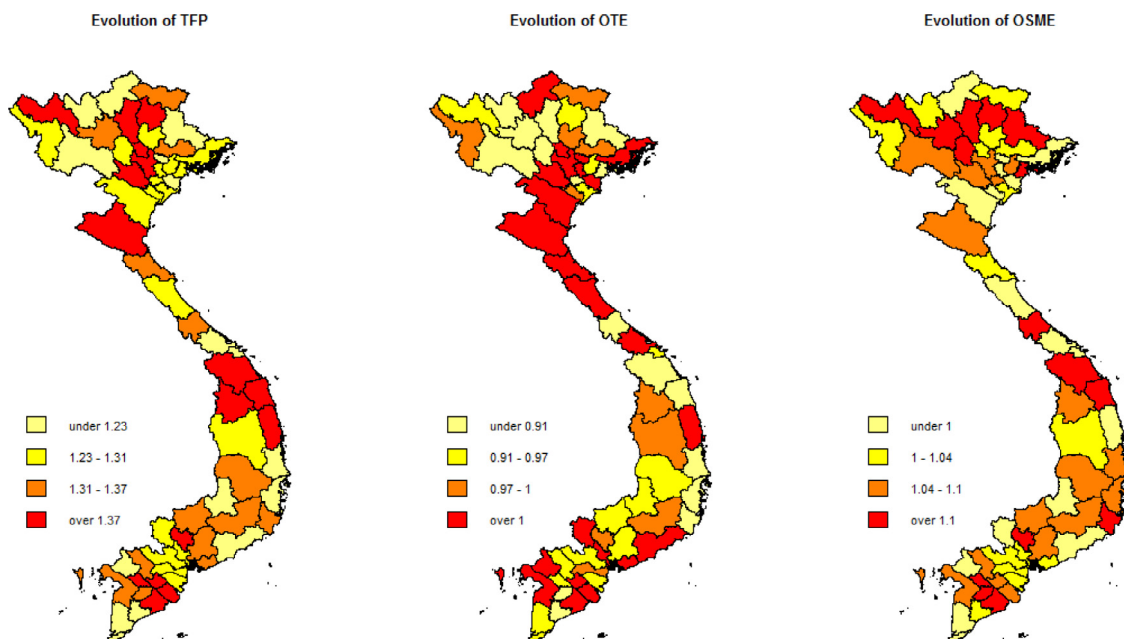 Evolution of TFP
Evolution of OTE
Evolution of OSME
under 1.23
1.23 - 1.31
1.31 - 1.37
over 1.37
under 0.91
0.91 - 0.97
0.97 - 1
over 1
under 1
1 - 1.04
1.04 - 1.1
over 1.1